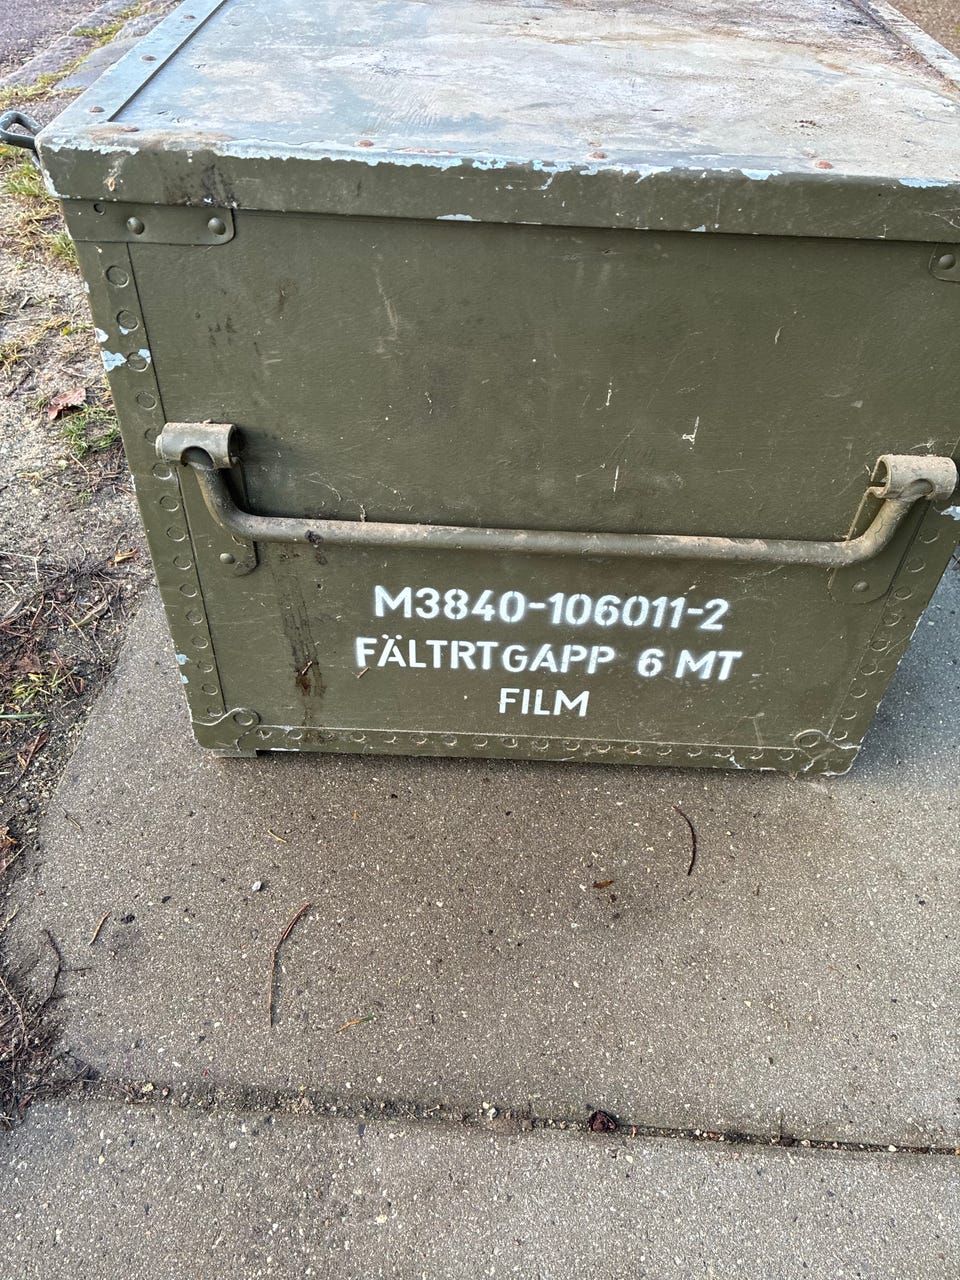 M3840-106011-2
FÄLTRTGAPP 6 MT
FILM